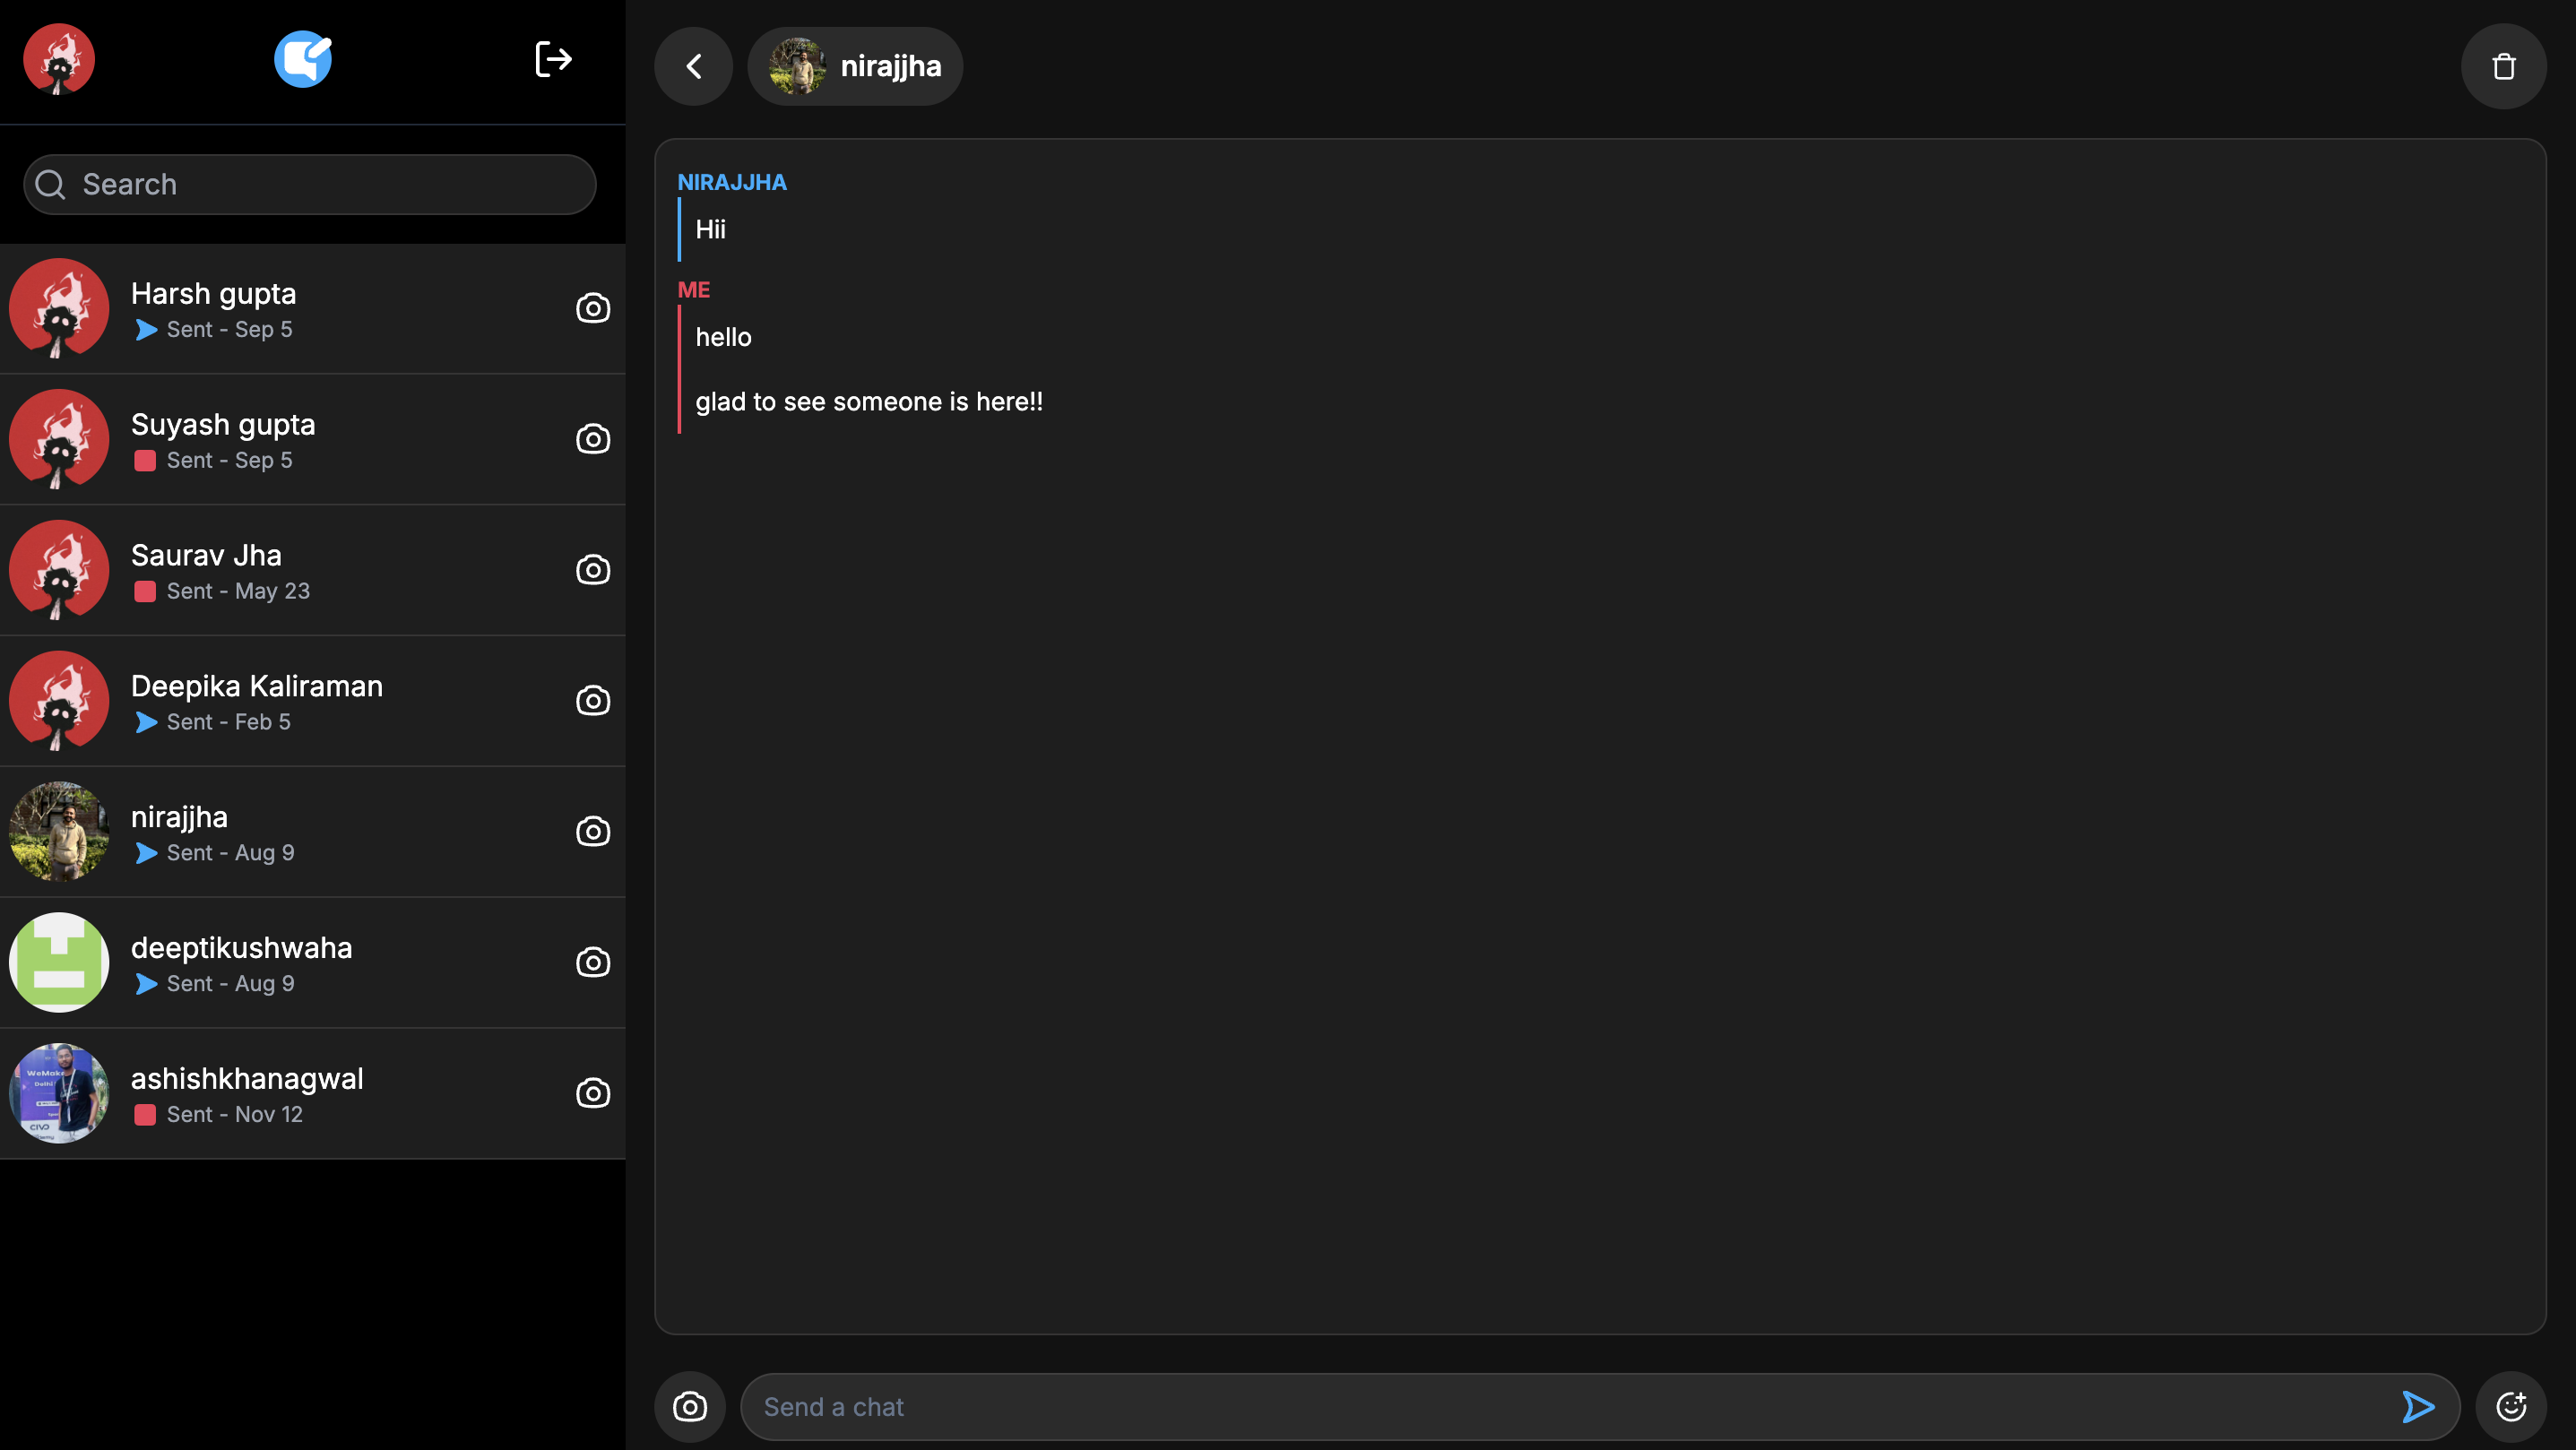 Search
Harsh gupta
Sent - Sep 5
Suyash gupta
Sent - Sep 5
Saurav Jha
Sent - May 23
Deepika Kaliraman
Sent - Feb 5
nirajjha
Sent - Aug 9
deeptikushwaha
Sent - Aug 9
ashishkhanagwal
Sent - Nov 12
nirajjha
NIRAJJHA
Hii
ME
hello
glad to see someone is here!!
Send a chat